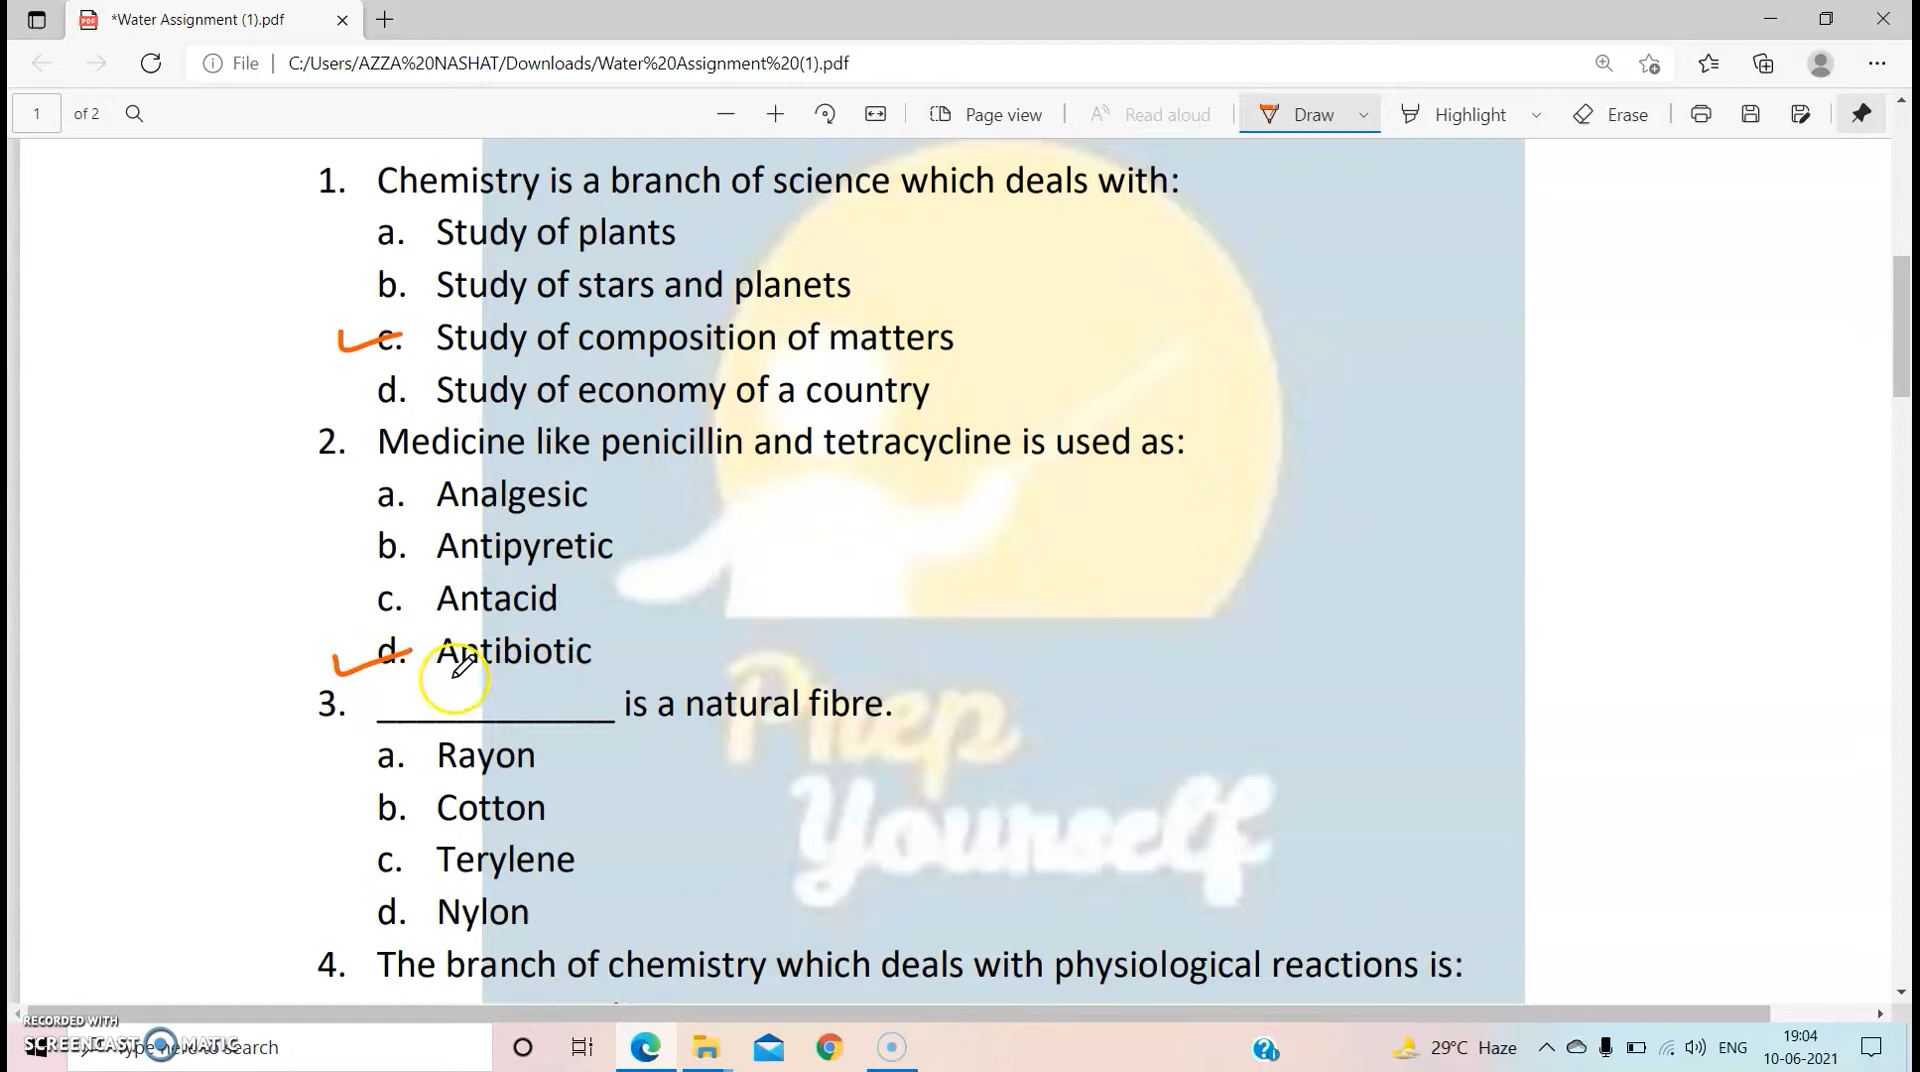 *Water Assignment (1).pdf
File
C:/Users/AZZA%20NASHAT/Downloads/Water%20Assignment%20(1).pdf
1 of 2
Page view
Read aloud
Draw
Highlight
Erase
1. Chemistry is a branch of science which deals with:
a. Study of plants
b. Study of stars and planets
c. Study of composition of matters
d. Study of economy of a country
2. Medicine like penicillin and tetracycline is used as:
a. Analgesic
b. Antipyretic
c. Antacid
d. Antibiotic
3. ____________ is a natural fibre.
a. Rayon
b. Cotton
c. Terylene
d. Nylon
4. The branch of chemistry which deals with physiological reactions is:
Prep
Yourself
RECORDED WITH
SCREENCAST MATIC
Type here to search
29°C Haze
ENG
19:04
10-06-2021